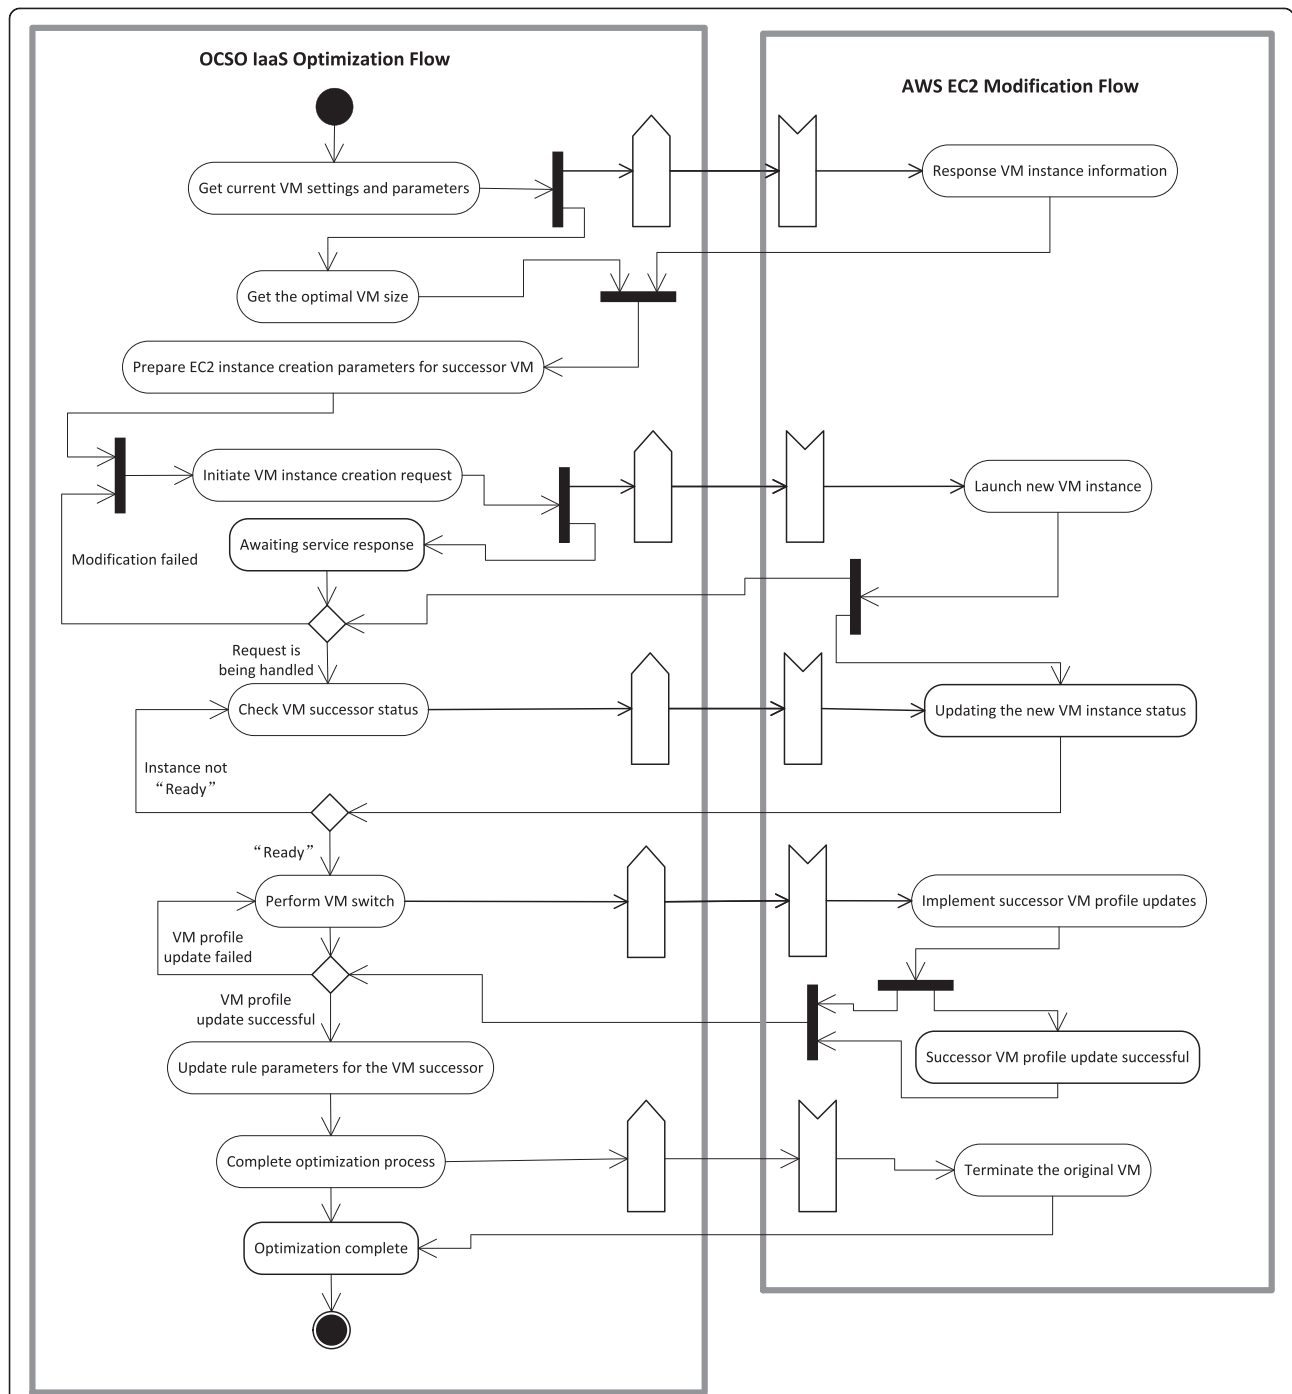 OCSO IaaS Optimization Flow
AWS EC2 Modification Flow
Get current VM settings and parameters
Response VM instance information
Get the optimal VM size
Prepare EC2 instance creation parameters for successor VM
Initiate VM instance creation request
Launch new VM instance
Awaiting service response
Modification failed
Request is
being handled
Check VM successor status
Updating the new VM instance status
Instance not
“Ready”
“Ready”
Perform VM switch
Implement successor VM profile updates
VM profile
update failed
VM profile
update successful
Successor VM profile update successful
Update rule parameters for the VM successor
Complete optimization process
Terminate the original VM
Optimization complete